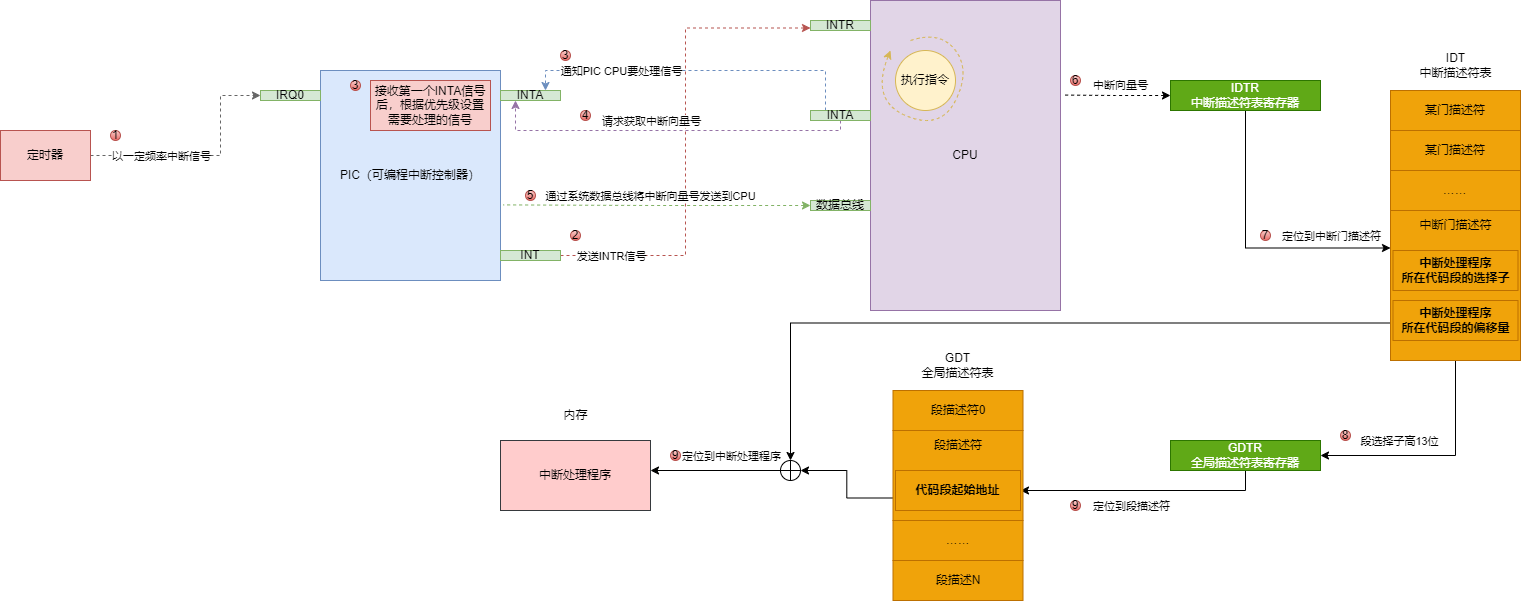 定时器
①
以一定频率中断信号
IRQ0
③
接收第一个INTA信号
后，根据优先级设置
需要处理的信号
PIC（可编程中断控制器）
INTA
③
通知PIC CPU要处理信号
④
请求获取中断向量号
⑤
通过系统数据总线将中断向量号发送到CPU
②
INT
发送INTR信号
INTR
INTA
数据总线
执行指令
CPU
⑥
中断向量号
IDTR
中断描述符表寄存器
⑦
定位到中断门描述符
IDT
中断描述符表
某门描述符
某门描述符
……
中断门描述符
中断处理程序
所在代码段的选择子
中断处理程序
所在代码段的偏移量
⑧
段选择子高13位
GDTR
全局描述符表寄存器
⑨
定位到段描述符
GDT
全局描述符表
段描述符0
段描述符
代码段起始地址
……
段描述N
⑨
定位到中断处理程序
内存
中断处理程序